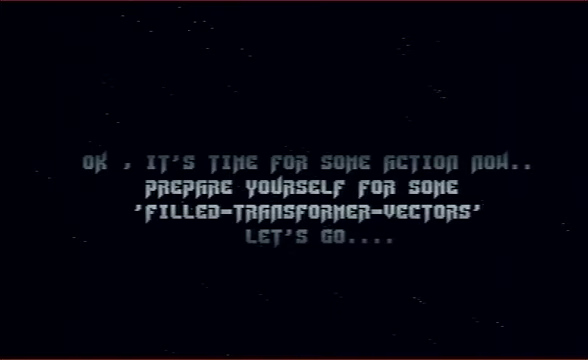 OK , IT'S TIME FOR SOME ACTION NOW..
PREPARE YOURSELF FOR SOME
'FILLED-TRANSFORMER-VECTORS'
LET'S GO....